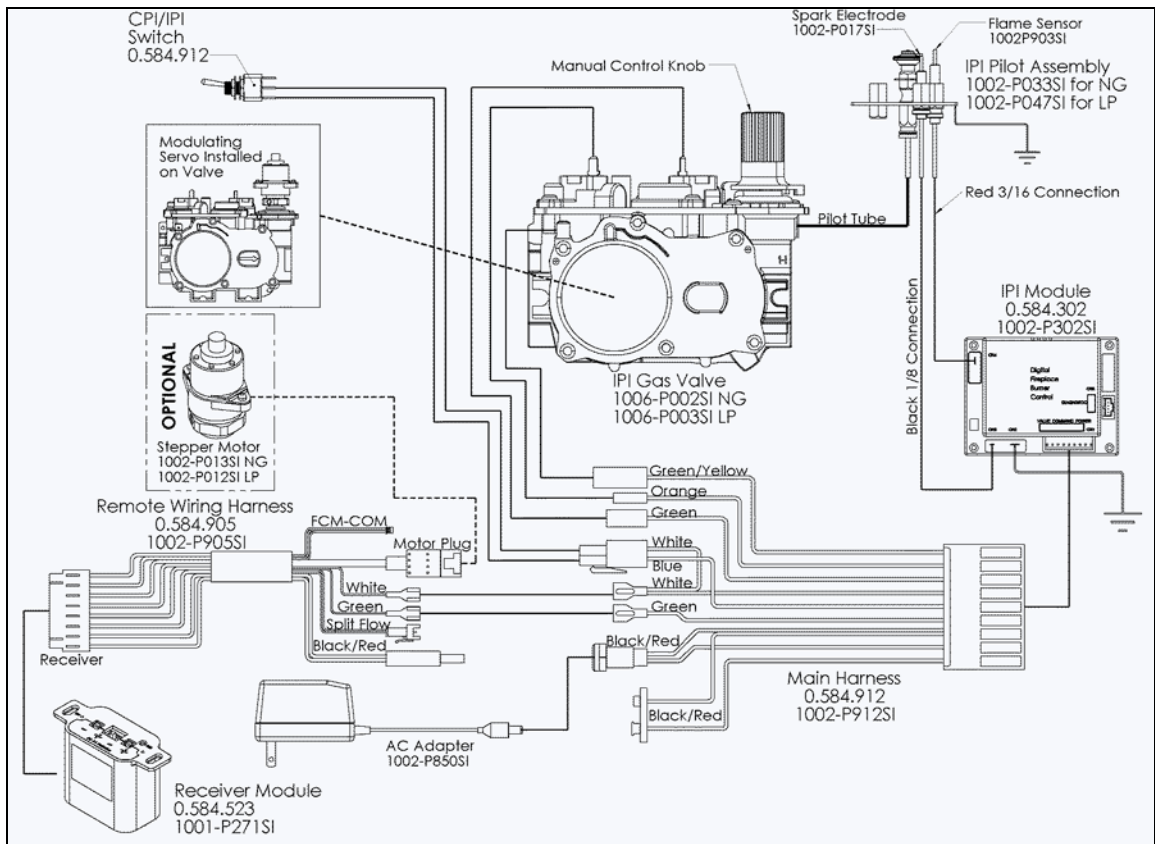 CPI/IPI
Switch
0.584.912
Spark Electrode
1002-P017SI
Flame Sensor
1002P903SI
Manual Control Knob
IPI Pilot Assembly
1002-P033SI for NG
1002-P047SI for LP
Modulating
Servo Installed
on Valve
Red 3/16 Connection
Pilot Tube
H
IPI Module
0.584.302
1002-P302SI
Digital
Fireplace
Burner
Control
Black 1/8 Connection
IPI Gas Valve
1006-P002SI NG
1006-P003SI LP
OPTIONAL
Stepper Motor
1002-P013SI NG
1002-P012SI LP
Green/Yellow
Orange
Green
White
Blue
White
Green
Black/Red
Black/Red
Remote Wiring Harness
0.584.905
1002-P905SI
FCM-COM
Motor Plug
White
Green
Split Flow
Black/Red
Receiver
Main Harness
0.584.912
1002-P912SI
AC Adapter
1002-P850SI
Receiver Module
0.584.523
1001-P271SI